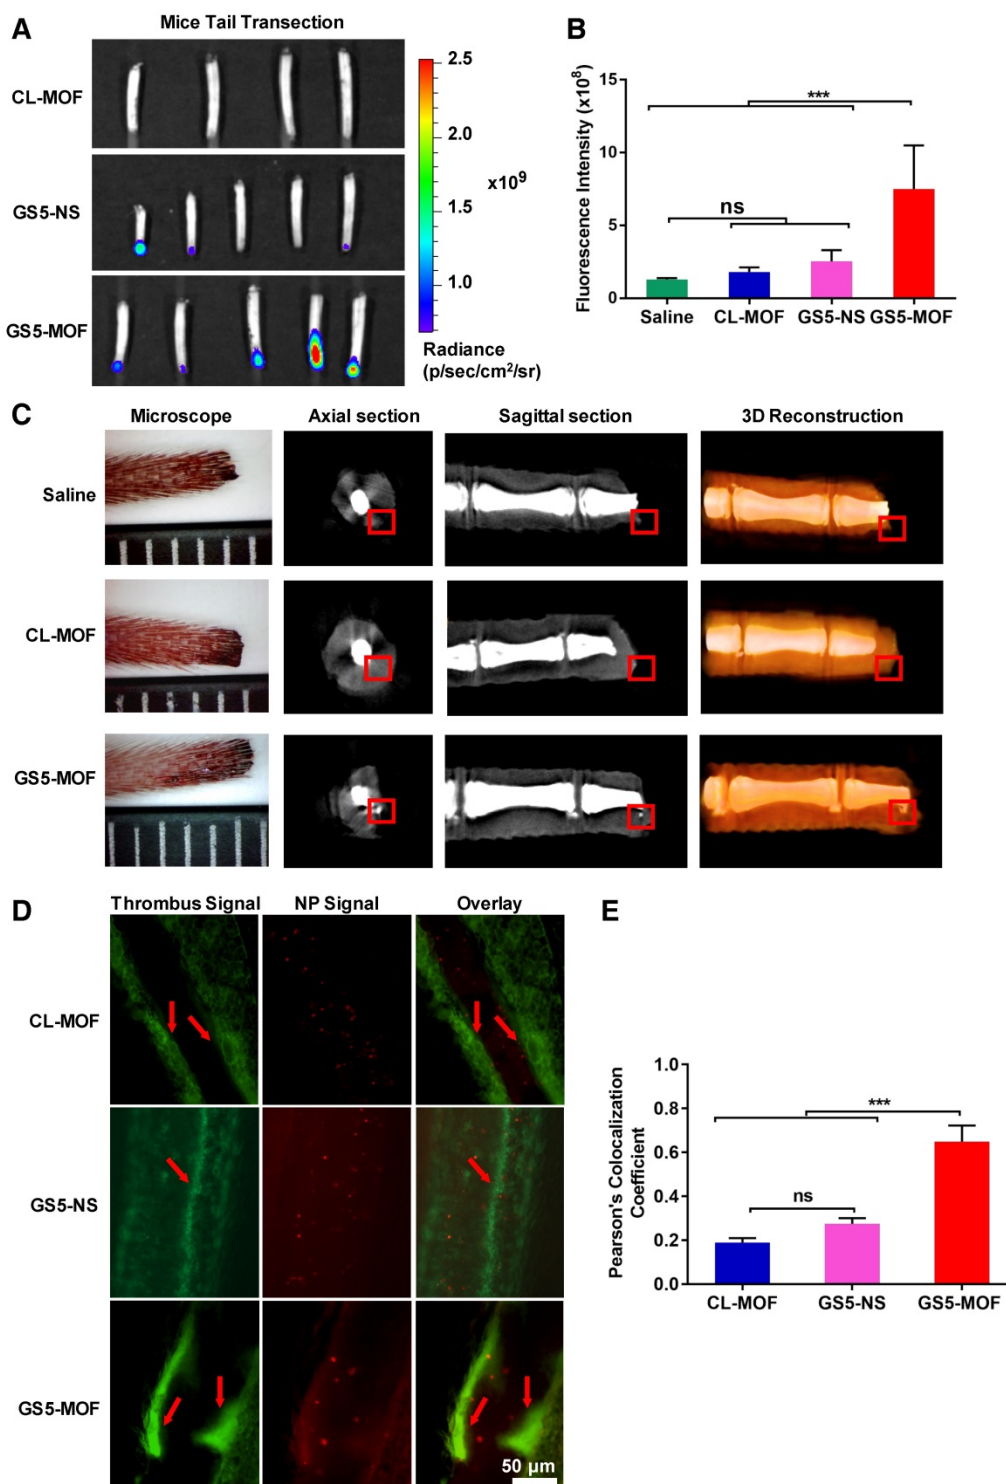 A
Mice Tail Transection
CL-MOF
GS5-NS
GS5-MOF
2.5
2.0
x10⁹
1.5
1.0
Radiance
(p/sec/cm²/sr)
B
Fluorescence Intensity (x10⁸)
15
10
5
0
***
ns
Saline CL-MOF GS5-NS GS5-MOF
C
Microscope Axial section Sagittal section 3D Reconstruction
Saline
CL-MOF
GS5-MOF
D
Thrombus Signal NP Signal Overlay
CL-MOF
GS5-NS
GS5-MOF
50 µm
E
Pearson's Colocalization
Coefficient
1.0
0.8
0.6
0.4
0.2
0.0
***
ns
CL-MOF GS5-NS GS5-MOF